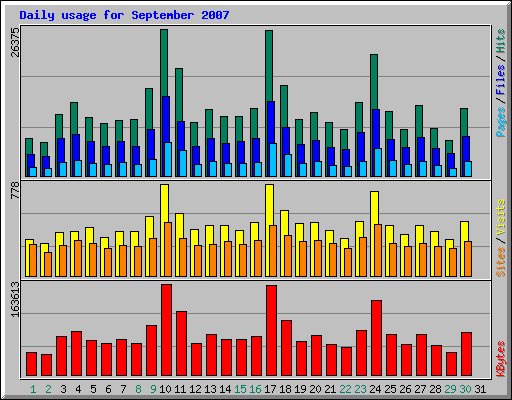 Daily usage for September 2007
26375
Pages / Files / Hits
778
Sites / Visits
163613
KBytes
1 2 3 4 5 6 7 8 9 10 11 12 13 14 15 16 17 18 19 20 21 22 23 24 25 26 27 28 29 30 31